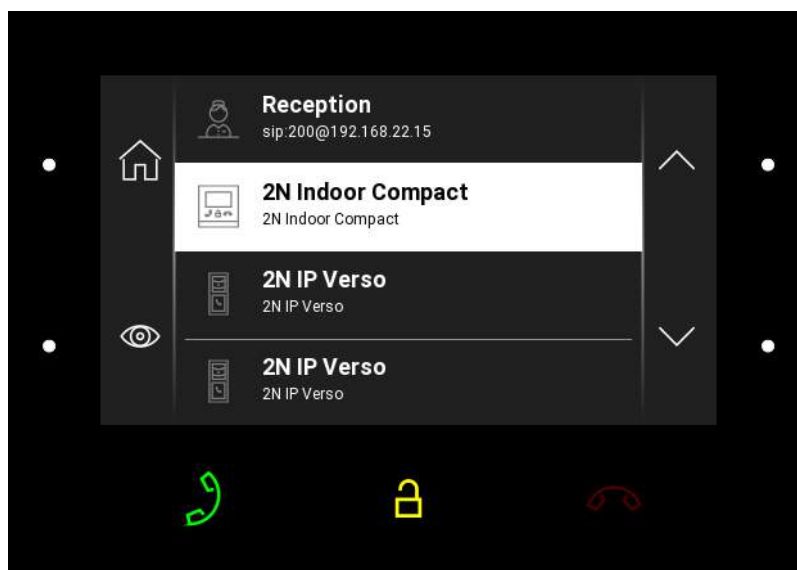 Reception
sip:200@192.168.22.15
2N Indoor Compact
2N Indoor Compact
2N IP Verso
2N IP Verso
2N IP Verso
2N IP Verso